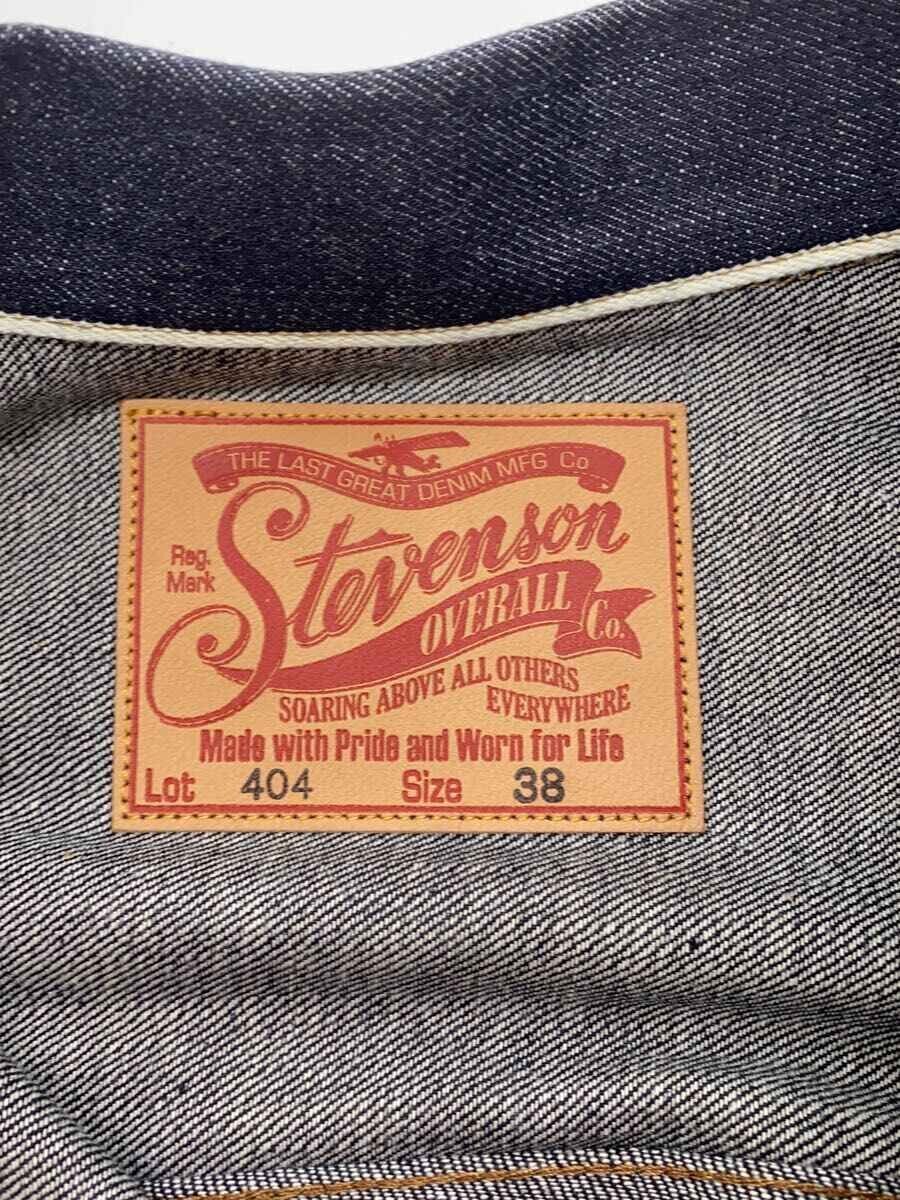 THE LAST GREAT DENIM MFG Co
Reg.
Mark
Stevenson
OVERALL Co.
SOARING ABOVE ALL OTHERS
EVERYWHERE
Made with Pride and Worn for Life
Lot 404 Size 38